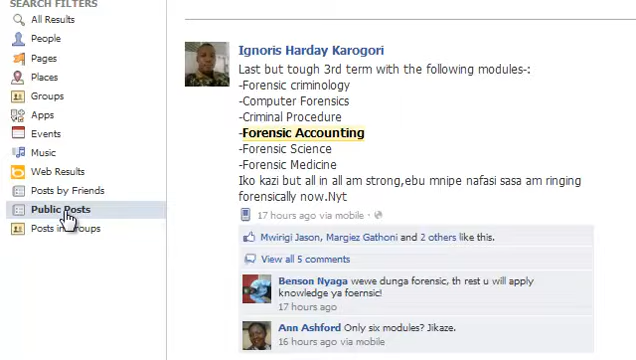 SEARCH FILTERS
All Results
People
Pages
Places
Groups
Apps
Events
Music
Web Results
Posts by Friends
Public Posts
Posts in Groups
Ignoris Harday Karogori
Last but tough 3rd term with the following modules-:
-Forensic criminology
-Computer Forensics
-Criminal Procedure
-Forensic Accounting
-Forensic Science
-Forensic Medicine
Iko kazi but all in all am strong,ebu mnipe nafasi sasa am ringing
forensically now.Nyt
17 hours ago via mobile ·
Mwirigi Jason, Margiez Gathoni and 2 others like this.
View all 5 comments
Benson Nyaga wewe dunga forensic, th rest u will apply
knowledge ya foernsic!
17 hours ago
Ann Ashford Only six modules? Jikaze.
16 hours ago via mobile